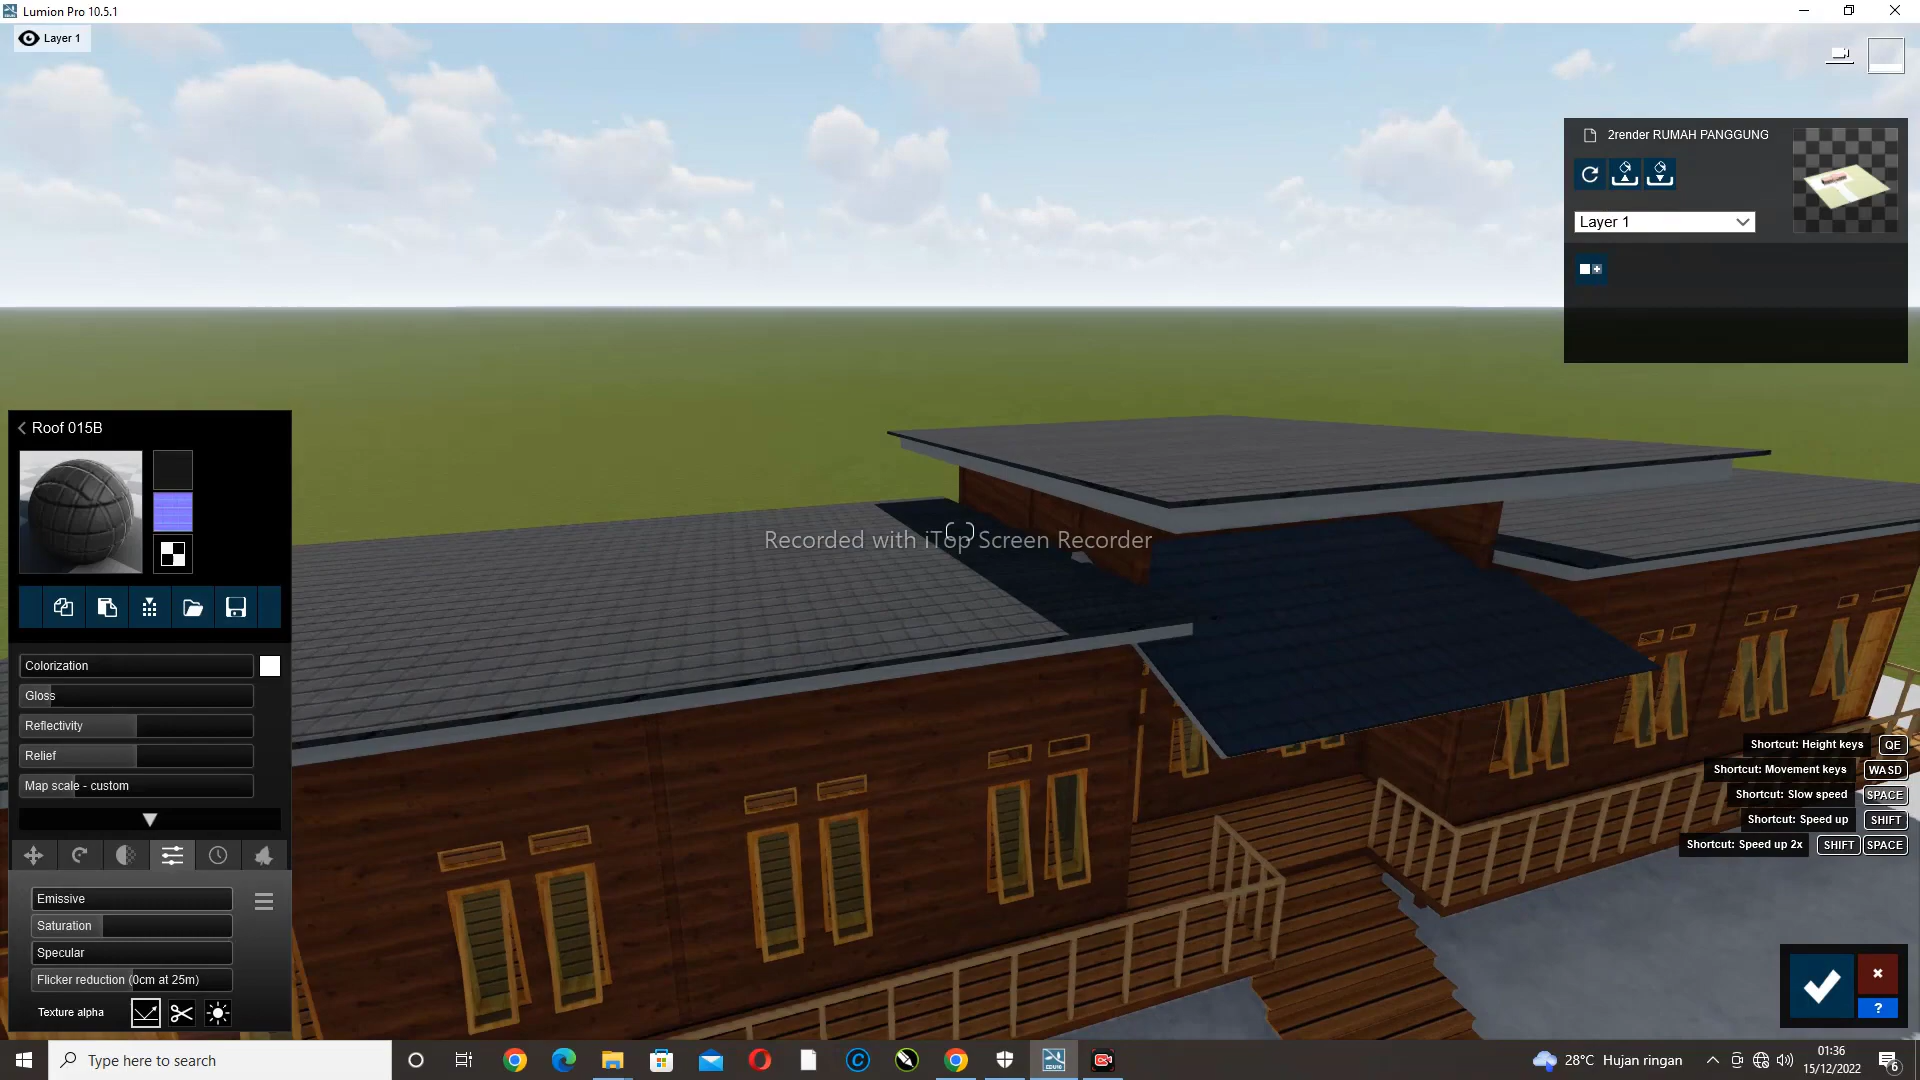 Lumion Pro 10.5.1
Layer 1
2render RUMAH PANGGUNG
Layer 1
Roof 015B
Recorded with iTop Screen Recorder
Colorization
Gloss
Reflectivity
Relief
Map scale - custom
Shortcut: Height keys QE
Shortcut: Movement keys WASD
Shortcut: Slow speed SPACE
Shortcut: Speed up SHIFT
Shortcut: Speed up 2x SHIFT SPACE
Emissive
Saturation
Specular
Flicker reduction (0cm at 25m)
Texture alpha
?
Type here to search
EDU10
28°C Hujan ringan
01:36
15/12/2022
6